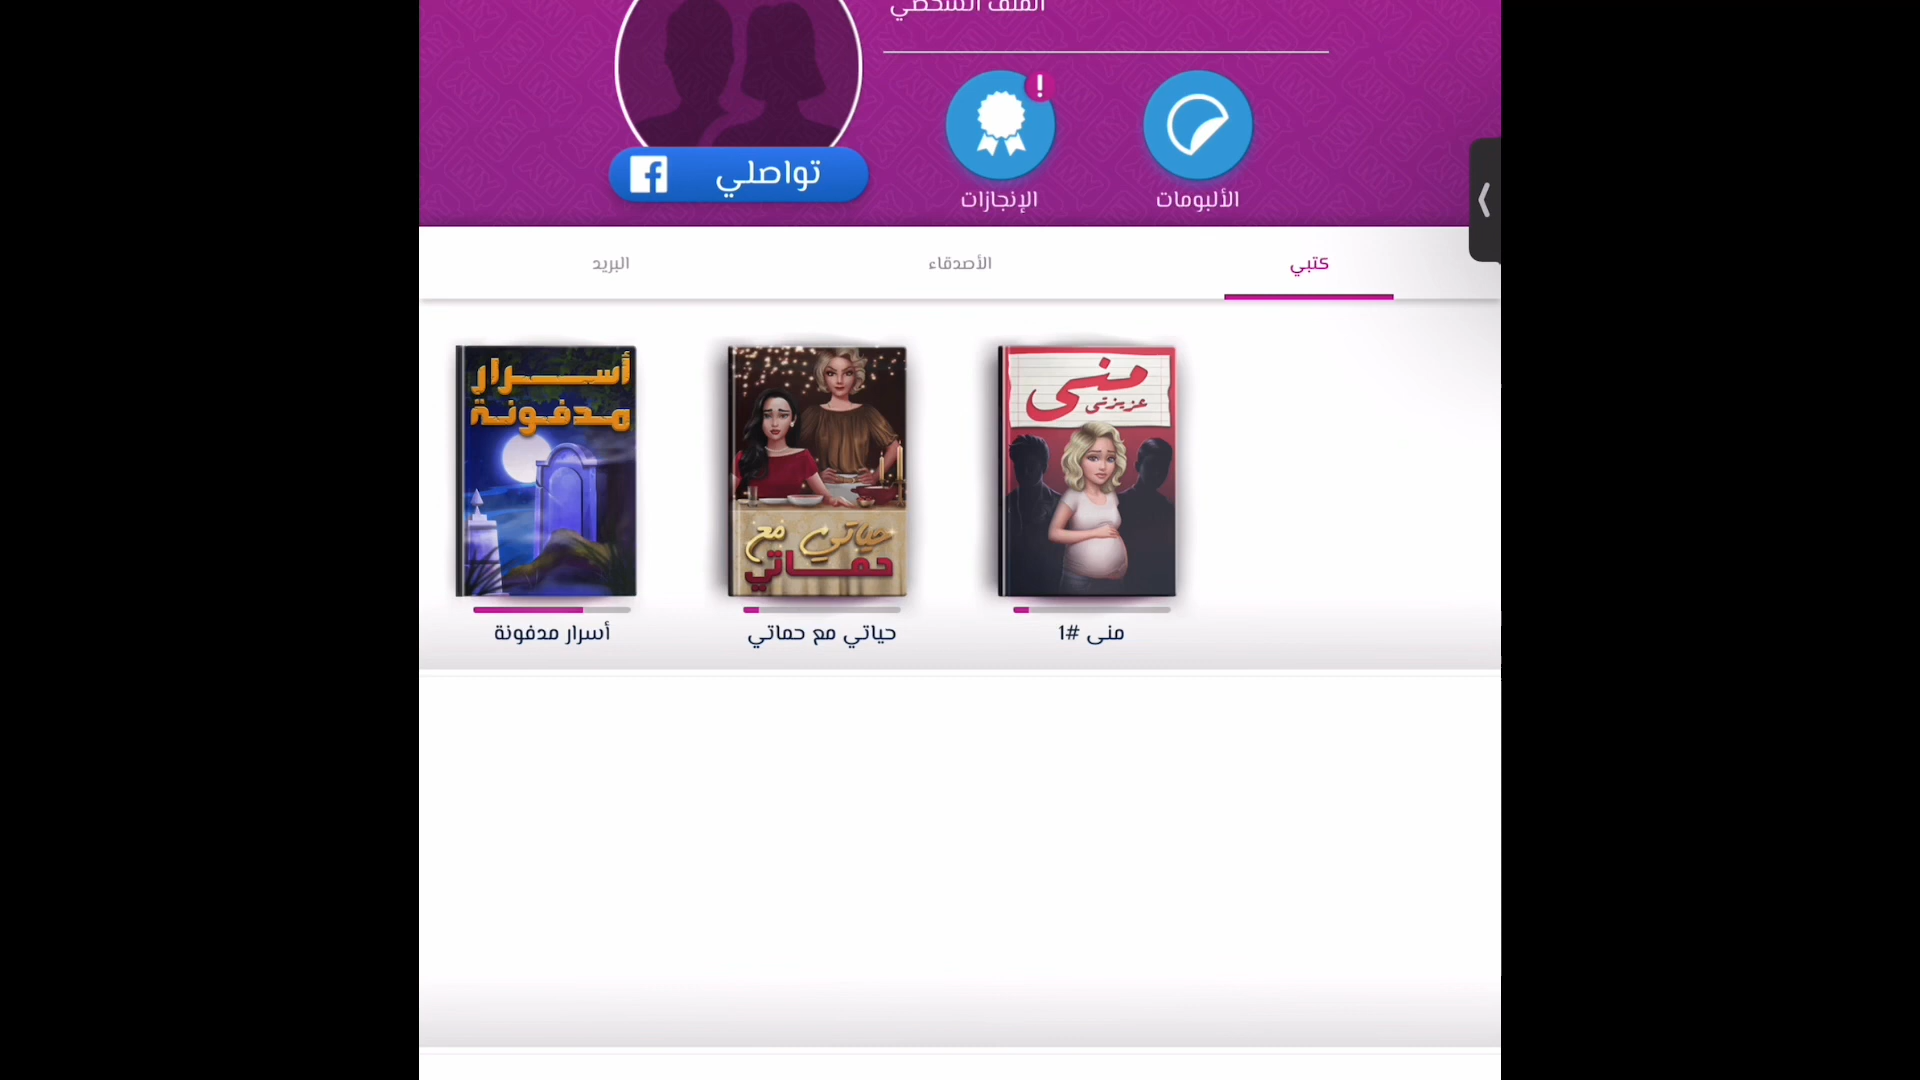 الملف الشخصي
تواصلي
الألبومات
الإنجازات
كتبي
الأصدقاء
البريد
منى
عزيزتي
منى #1
حياتي مع
حماتي
حياتي مع حماتي
أسرار
مدفونة
أسرار مدفونة